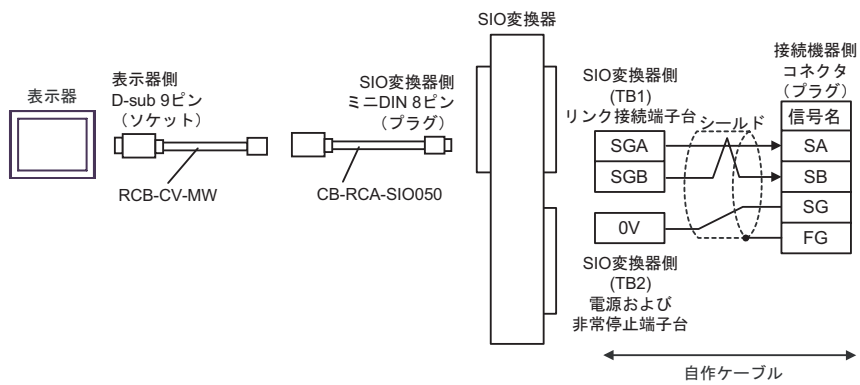 SIO変換器
表示器
表示器側
D-sub 9ピン
（ソケット）
RCB-CV-MW
SIO変換器側
ミニDIN 8ピン
（プラグ）
CB-RCA-SIO050
SIO変換器側
(TB1)
リンク接続端子台
シールド
SGA
SGB
0V
SIO変換器側
(TB2)
電源および
非常停止端子台
接続機器側
コネクタ
（プラグ）
信号名
SA
SB
SG
FG
自作ケーブル